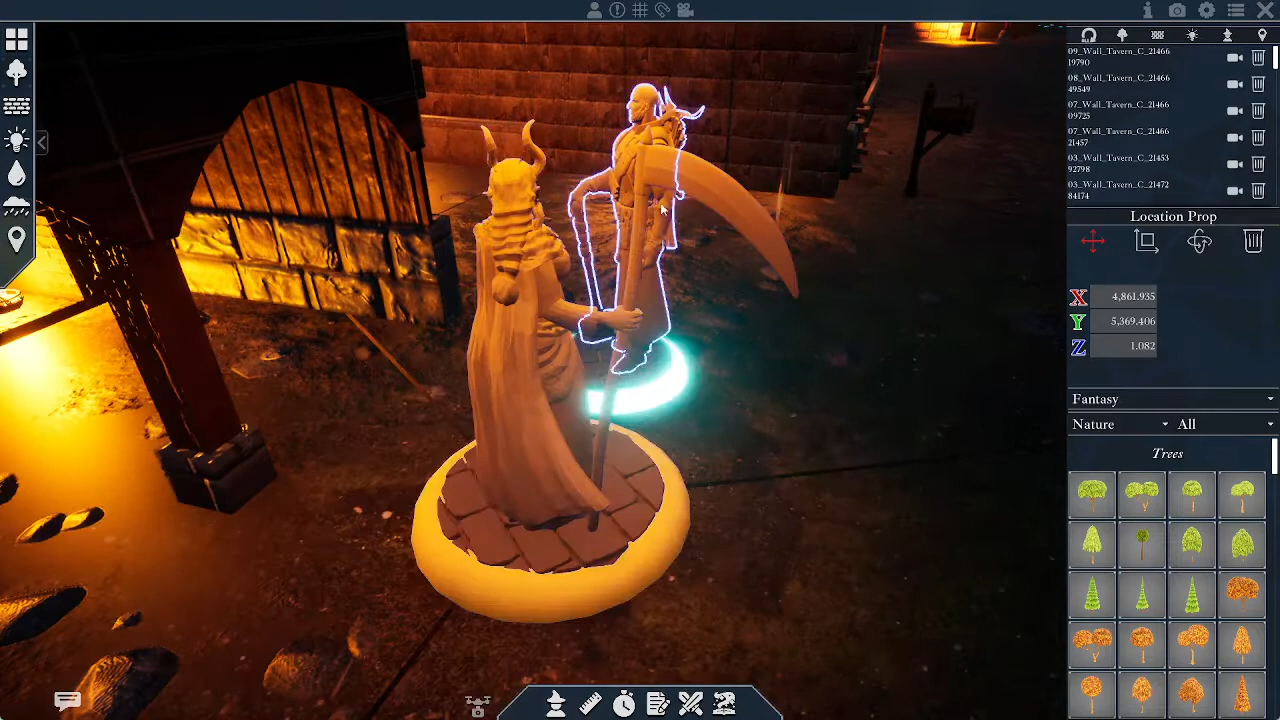 09_Wall_Tavern_C_21466
19790
08_Wall_Tavern_C_21466
49549
07_Wall_Tavern_C_21466
09725
07_Wall_Tavern_C_21466
21457
03_Wall_Tavern_C_21453
92798
03_Wall_Tavern_C_21472
84174
Location Prop
X 4,861.935
Y 5,369.406
Z 1.082
Fantasy
Nature All
Trees